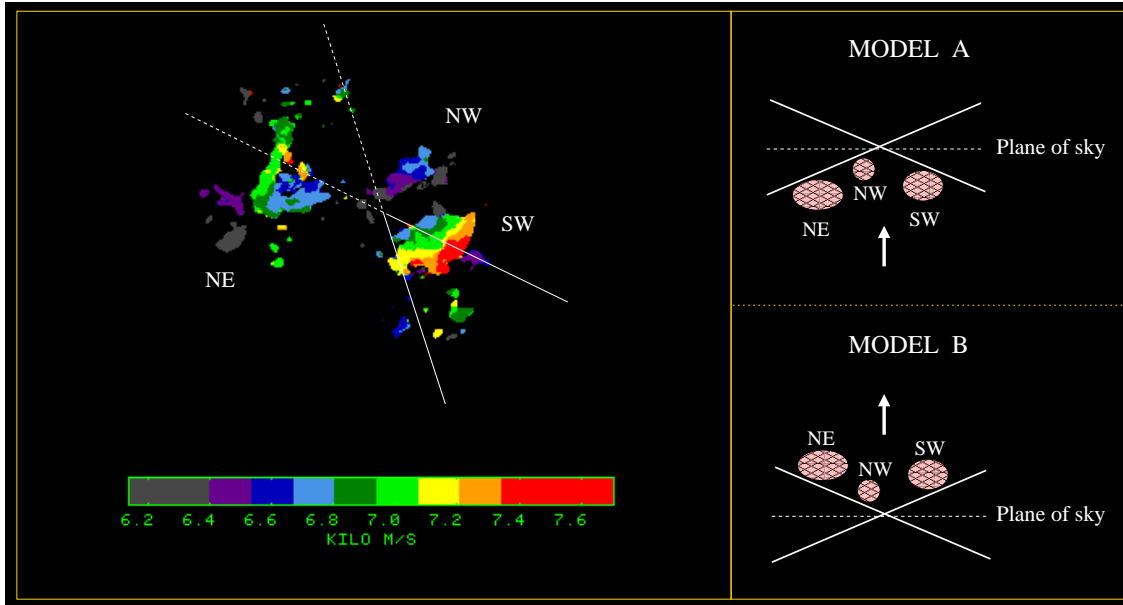 NW
SW
NE
6.2 6.4 6.6 6.8 7.0 7.2 7.4 7.6
KILO M/S
MODEL A
Plane of sky
NE
NW
SW
MODEL B
NE
NW
SW
Plane of sky